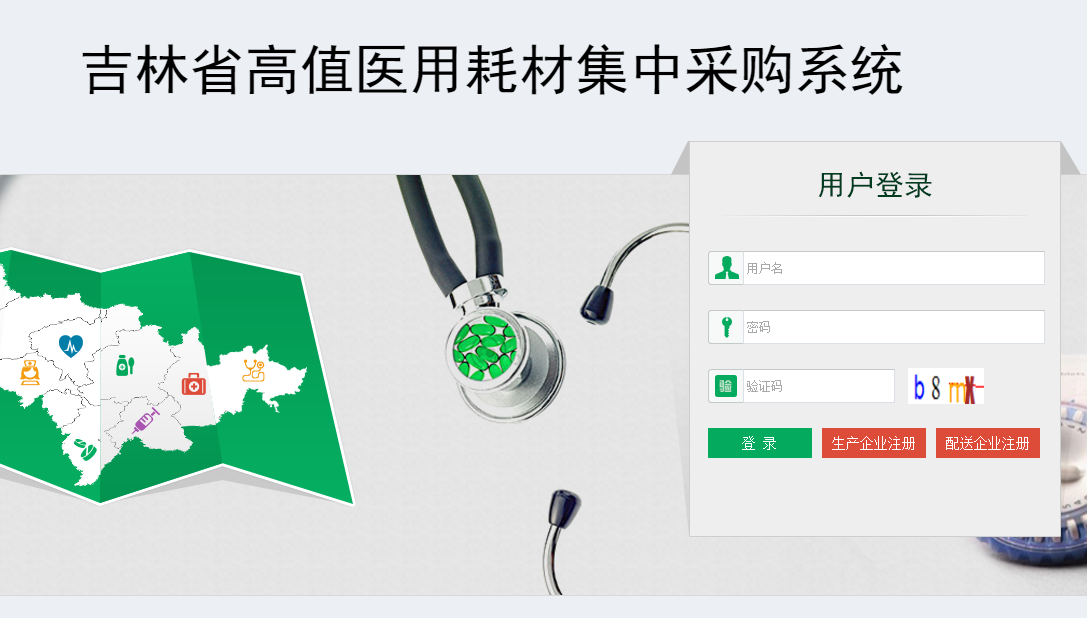 吉林省高值医用耗材集中采购系统
用户登录
用户名
密码
验 验证码 b8mx
登 录 生产企业注册 配送企业注册